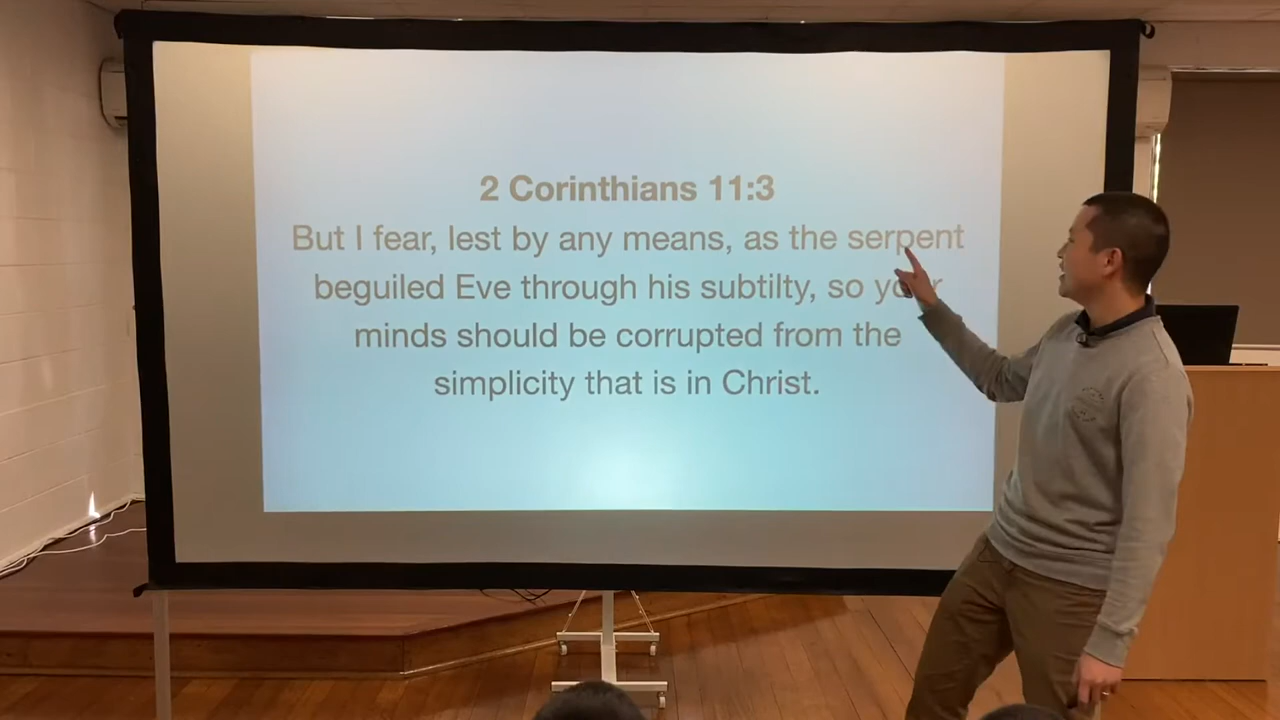 2 Corinthians 11:3
But I fear, lest by any means, as the serpent
beguiled Eve through his subtilty, so your
minds should be corrupted from the
simplicity that is in Christ.